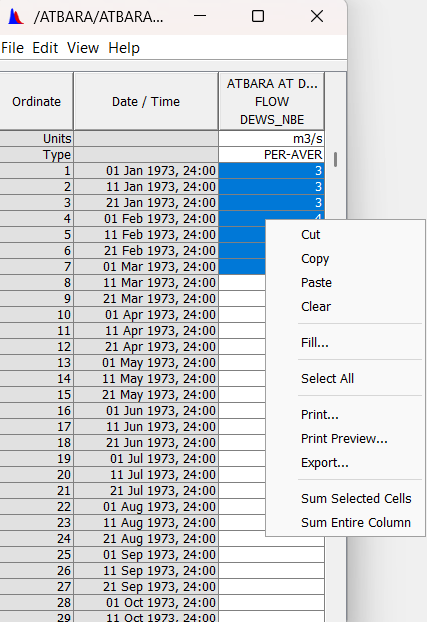 /ATBARA/ATBARA...
File Edit View Help
Ordinate Date / Time ATBARA AT D...
FLOW
DEWS_NBE
Units m3/s
Type PER-AVER
1 01 Jan 1973, 24:00 3
2 11 Jan 1973, 24:00 3
3 21 Jan 1973, 24:00 3
4 01 Feb 1973, 24:00
5 11 Feb 1973, 24:00
6 21 Feb 1973, 24:00
7 01 Mar 1973, 24:00
8 11 Mar 1973, 24:00
9 21 Mar 1973, 24:00
10 01 Apr 1973, 24:00
11 11 Apr 1973, 24:00
12 21 Apr 1973, 24:00
13 01 May 1973, 24:00
14 11 May 1973, 24:00
15 21 May 1973, 24:00
16 01 Jun 1973, 24:00
17 11 Jun 1973, 24:00
18 21 Jun 1973, 24:00
19 01 Jul 1973, 24:00
20 11 Jul 1973, 24:00
21 21 Jul 1973, 24:00
22 01 Aug 1973, 24:00
23 11 Aug 1973, 24:00
24 21 Aug 1973, 24:00
25 01 Sep 1973, 24:00
26 11 Sep 1973, 24:00
27 21 Sep 1973, 24:00
28 01 Oct 1973, 24:00
29 11 Oct 1973, 24:00
Cut
Copy
Paste
Clear
Fill...
Select All
Print...
Print Preview...
Export...
Sum Selected Cells
Sum Entire Column